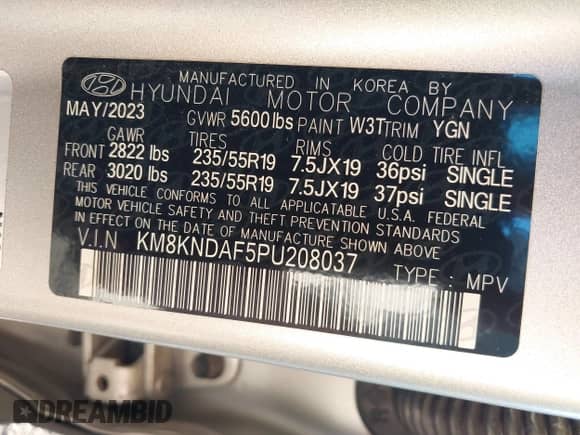 MANUFACTURED IN KOREA BY
HYUNDAI MOTOR COMPANY
MAY/2023 GVWR 5600lbs PAINT W3T TRIM YGN
GAWR TIRES RIMS COLD TIRE INFL
FRONT 2822 lbs 235/55R19 7.5JX19 36psi SINGLE
REAR 3020 lbs 235/55R19 7.5JX19 37psi SINGLE
THIS VEHICLE CONFORMS TO ALL APPLICABLE U.S.A. FEDERAL
MOTOR VEHICLE SAFETY AND THEFT PREVENTION STANDARDS
IN EFFECT ON THE DATE OF MANUFACTURE SHOWN ABOVE
V.I.N KM8KNDAF5PU208037
TYPE : MPV
DREAMBID